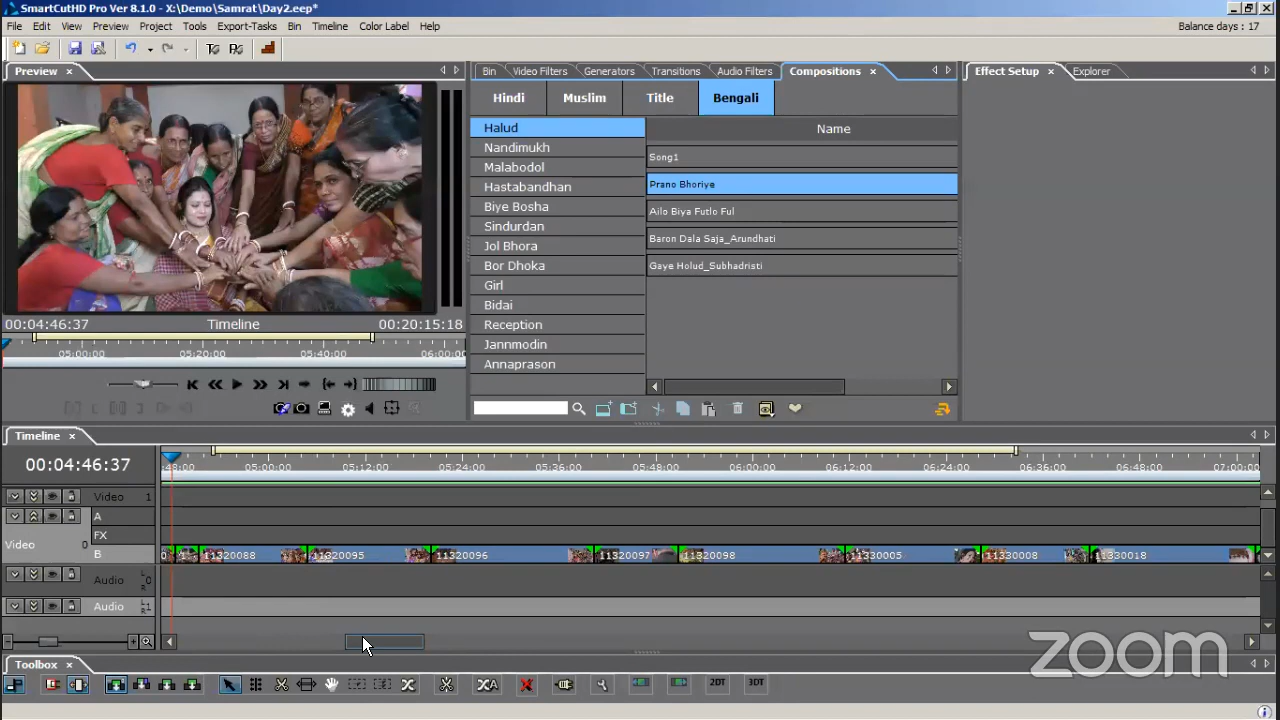 SmartCutHD Pro Ver 8.1.0 - X:\Demo\Samrat\Day2.eep*
File Edit View Preview Project Tools Export-Tasks Bin Timeline Color Label Help Balance days : 17
Preview Bin Video Filters Generators Transitions Audio Filters Compositions Effect Setup Explorer
Hindi Muslim Title Bengali
Halud
Nandimukh
Malabodol
Hastabandhan
Biye Bosha
Sindurdan
Jol Bhora
Bor Dhoka
Girl
Bidai
Reception
Jannmodin
Annaprason
Name
Song1
Prano Bhoriye
Ailo Biya Futlo Ful
Baron Dala Saja_Arundhati
Gaye Holud_Subhadristi
00:04:46:37 Timeline 00:20:15:18
05:00:00 05:20:00 05:40:00 06:00:00
Timeline
00:04:46:37
:48:00 05:00:00 05:12:00 05:24:00 05:36:00 05:48:00 06:00:00 06:12:00 06:24:00 06:36:00 06:48:00 07:00:00
Video 1
A
FX
Video 0
B
11320088 11320095 11320096 11320097 11320098 11330005 11330008 11330018
Audio L R 0
Audio L R 1
zoom
Toolbox
2DT 3DT